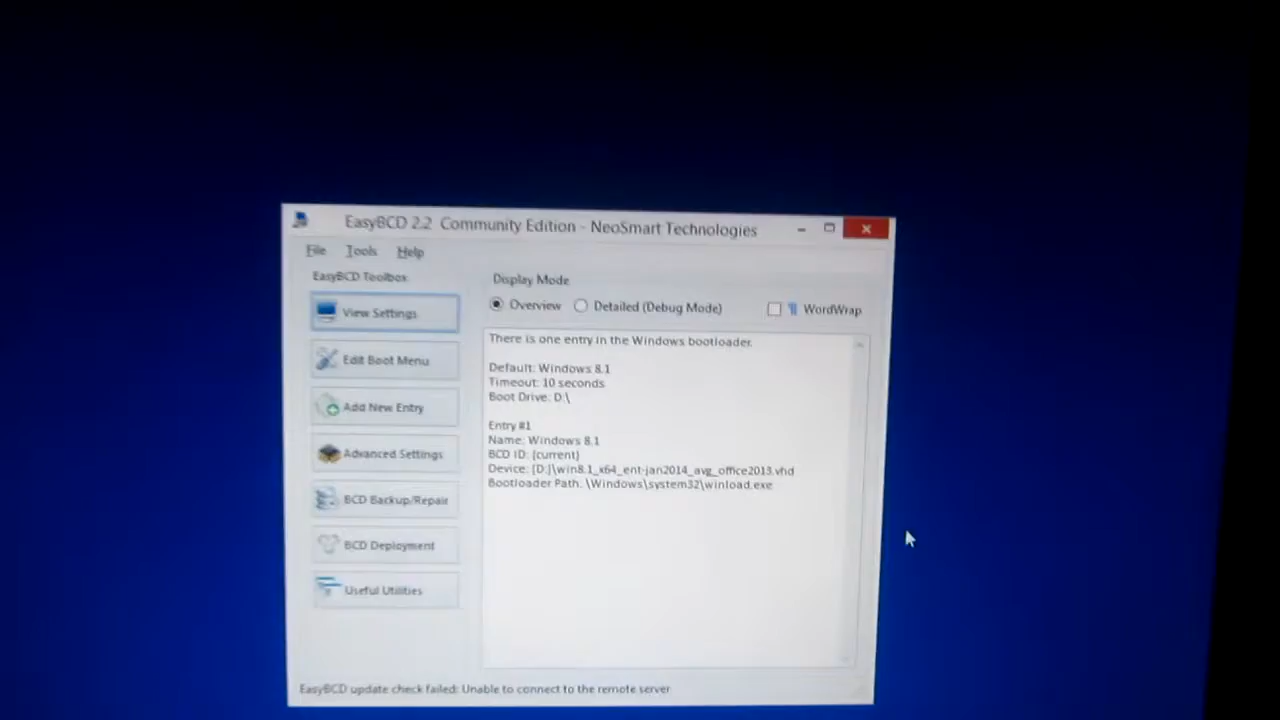 EasyBCD 2.2 Community Edition - NeoSmart Technologies
File Tools Help
EasyBCD Toolbox
View Settings
Edit Boot Menu
Add New Entry
Advanced Settings
BCD Backup/Repair
BCD Deployment
Useful Utilities
Display Mode
Overview Detailed (Debug Mode) WordWrap
There is one entry in the Windows bootloader.
Default: Windows 8.1
Timeout: 10 seconds
Boot Drive: D:\
Entry #1
Name: Windows 8.1
BCD ID: {current}
Device: [D:]\win8.1_x64_ent-jan2014_avg_office2013.vhd
Bootloader Path: \Windows\system32\winload.exe
EasyBCD update check failed: Unable to connect to the remote server